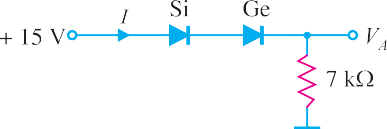 I Si Ge
+ 15 V V_A
7 kΩ